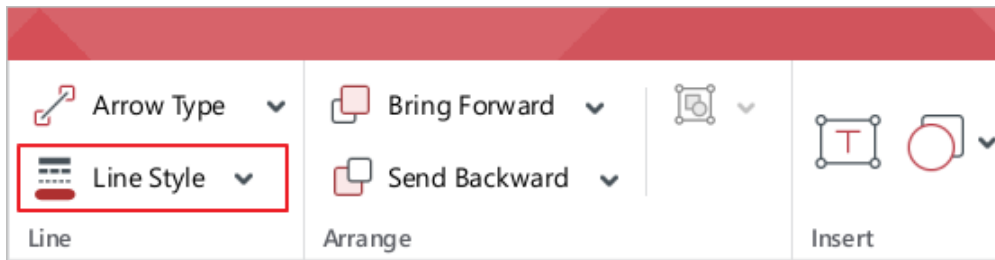 Arrow Type
Line Style
Line
Bring Forward
Send Backward
Arrange
T
Insert